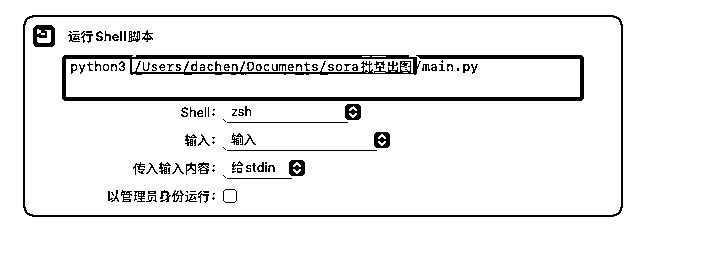 运行Shell脚本
python3 /Users/dachen/Documents/sora批量出图/main.py
Shell: zsh
输入: 输入
传入输入内容: 给stdin
以管理员身份运行: